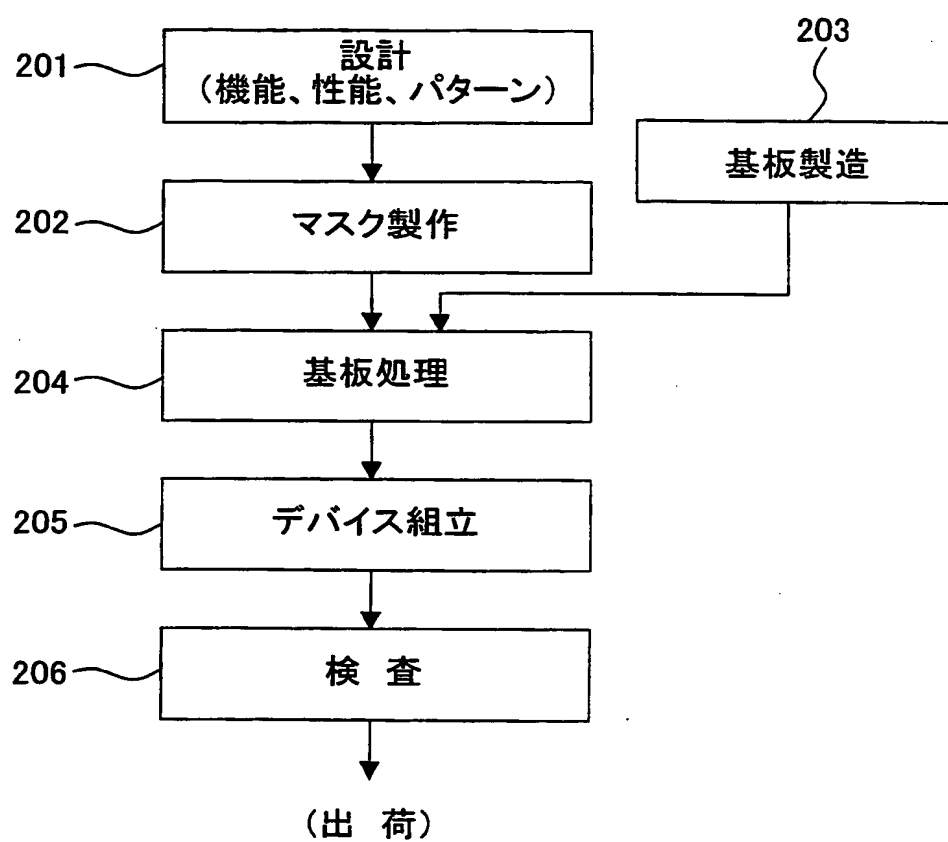 201
設計
(機能、性能、パターン)
203
基板製造
202
マスク製作
204
基板処理
205
デバイス組立
206
検 査
(出 荷)